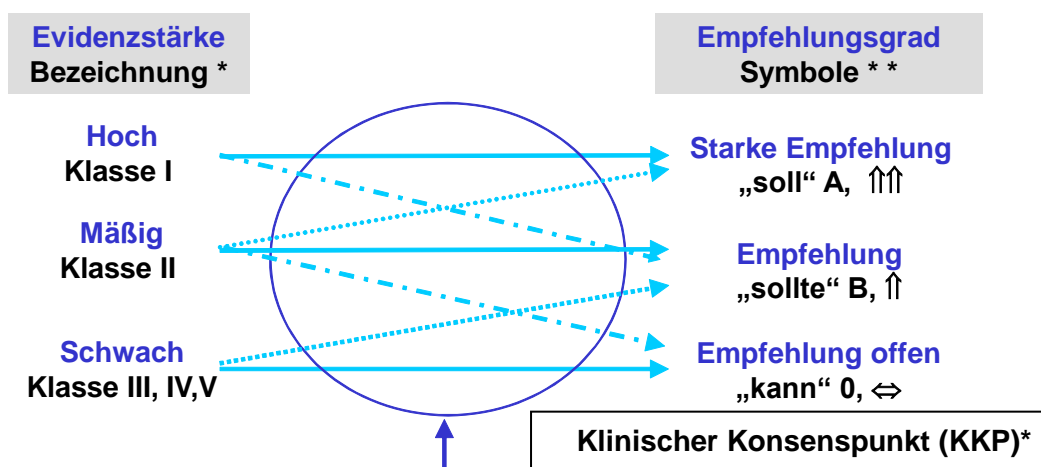 Evidenzstärke
Bezeichnung *
Empfehlungsgrad
Symbole * *
Hoch
Klasse I
Starke Empfehlung
„soll“ A, ⇑⇑
Mäßig
Klasse II
Empfehlung
„sollte“ B, ⇑
Schwach
Klasse III, IV,V
Empfehlung offen
„kann“ 0, ⇔
Klinischer Konsenspunkt (KKP)*